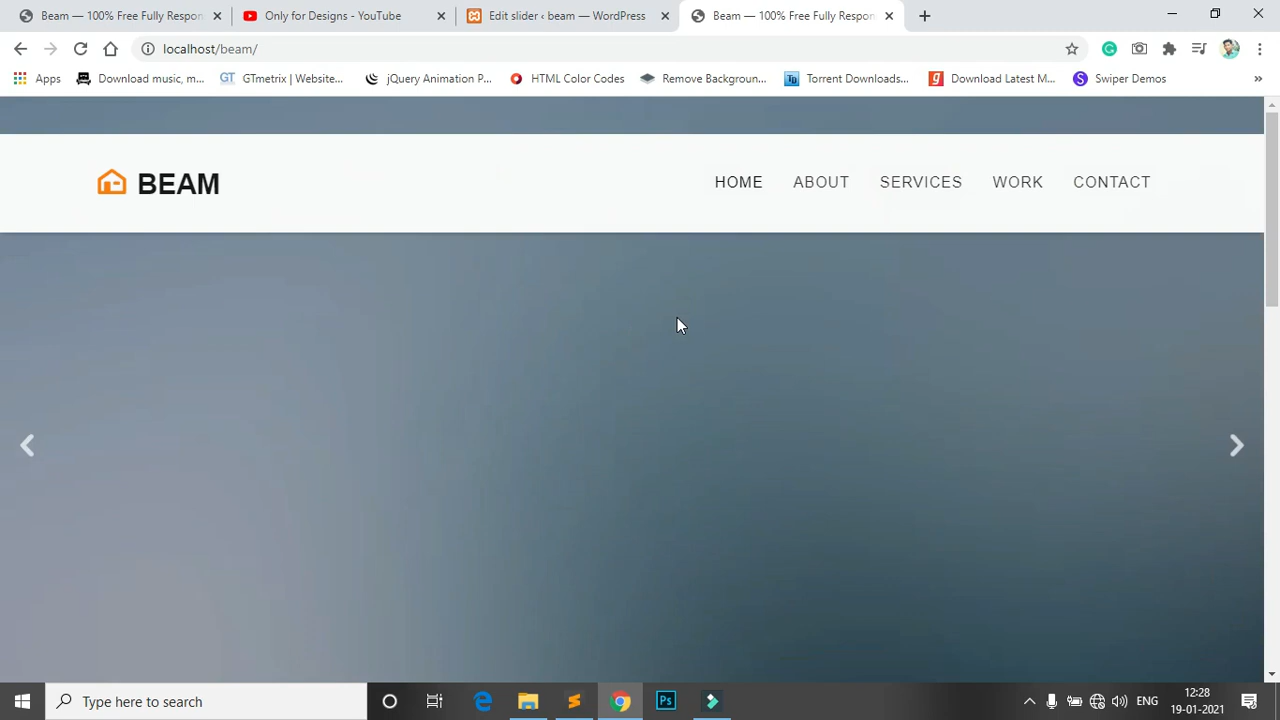 Beam — 100% Free Fully Respon
Only for Designs - YouTube
Edit slider ‹ beam — WordPress
Beam — 100% Free Fully Respon
localhost/beam/
Apps
Download music, m...
GT
GTmetrix | Website...
jQuery Animation P...
HTML Color Codes
Remove Backgroun...
Torrent Downloads...
Download Latest M...
Swiper Demos
BEAM
HOME
ABOUT
SERVICES
WORK
CONTACT
Type here to search
Ps
ENG
12:28
19-01-2021